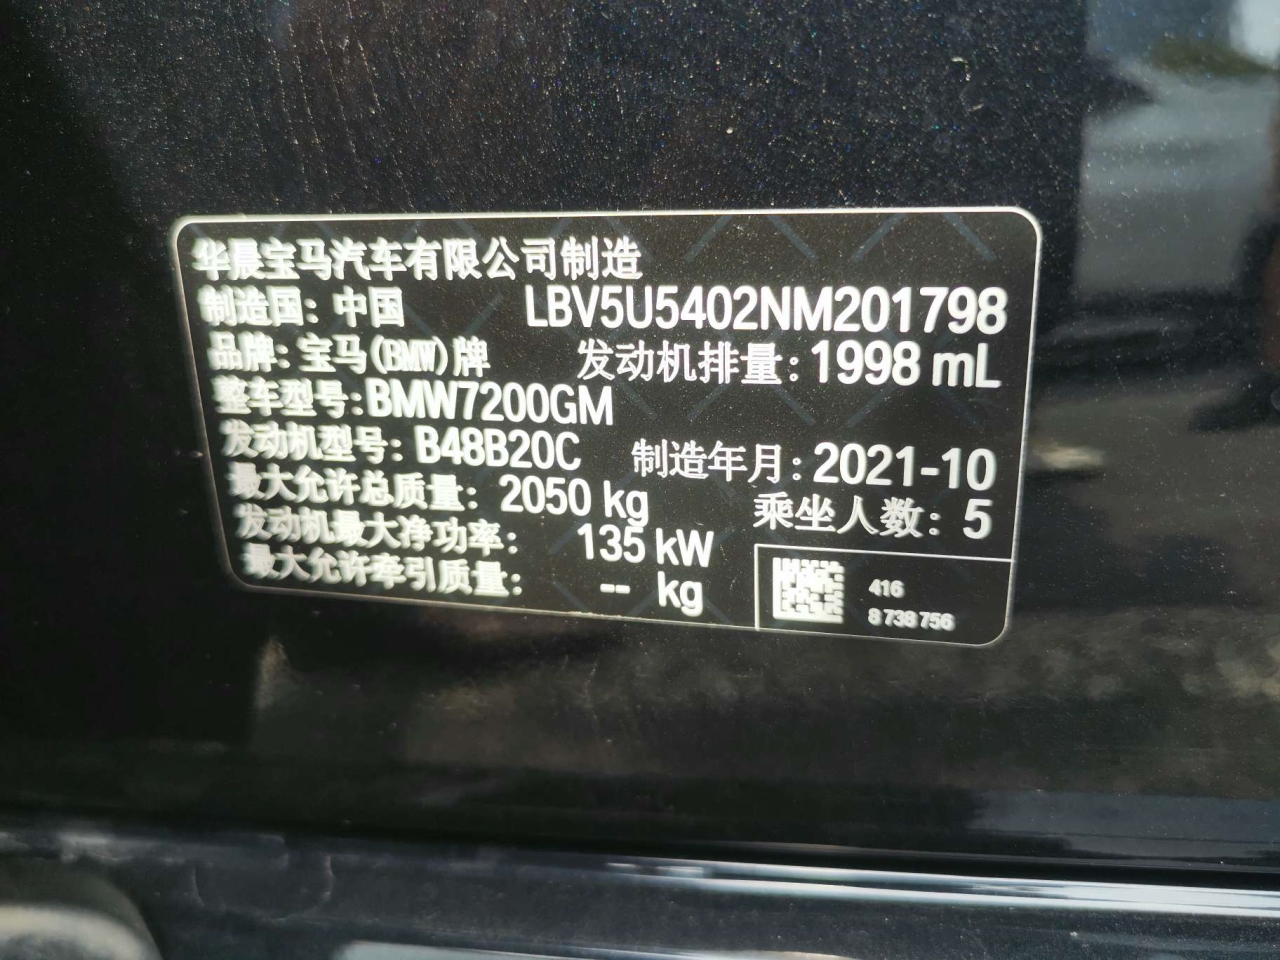 华晨宝马汽车有限公司制造
制造国: 中国 LBV5U5402NM201798
品牌: 宝马(BMW)牌 发动机排量: 1998 mL
整车型号: BMW7200GM
发动机型号: B48B20C 制造年月: 2021-10
最大允许总质量: 2050 kg 乘坐人数: 5
发动机最大净功率: 135 kW
最大允许牵引质量: -- kg
416
8 738 756